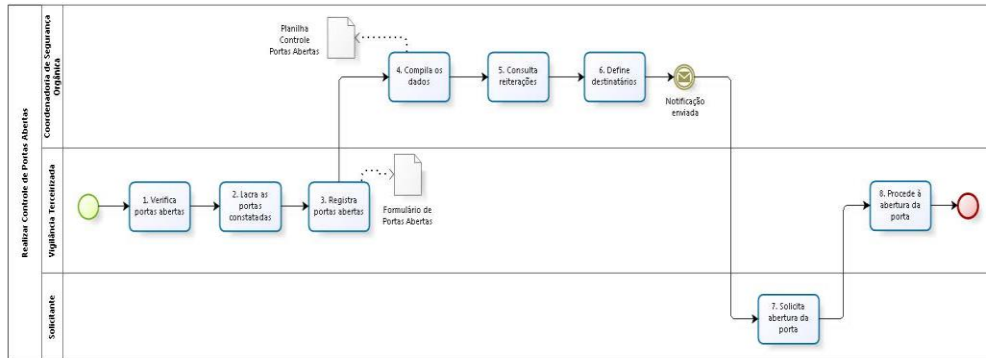 Realizar Controle de Portas Abertas
Coordenadoria de Segurança
Orgânica
Planilha
Controle
Portas Abertas
4. Compila os
dados
5. Consulta
reiterações
6. Define
destinatários
Notificação
enviada
Vigilância Terceirizada
1. Verifica
portas abertas
2. Lacra as
portas
constatadas
3. Registra
portas abertas
Formulário de
Portas Abertas
8. Procede à
abertura da
porta
Solicitante
7. Solicita
abertura da
porta